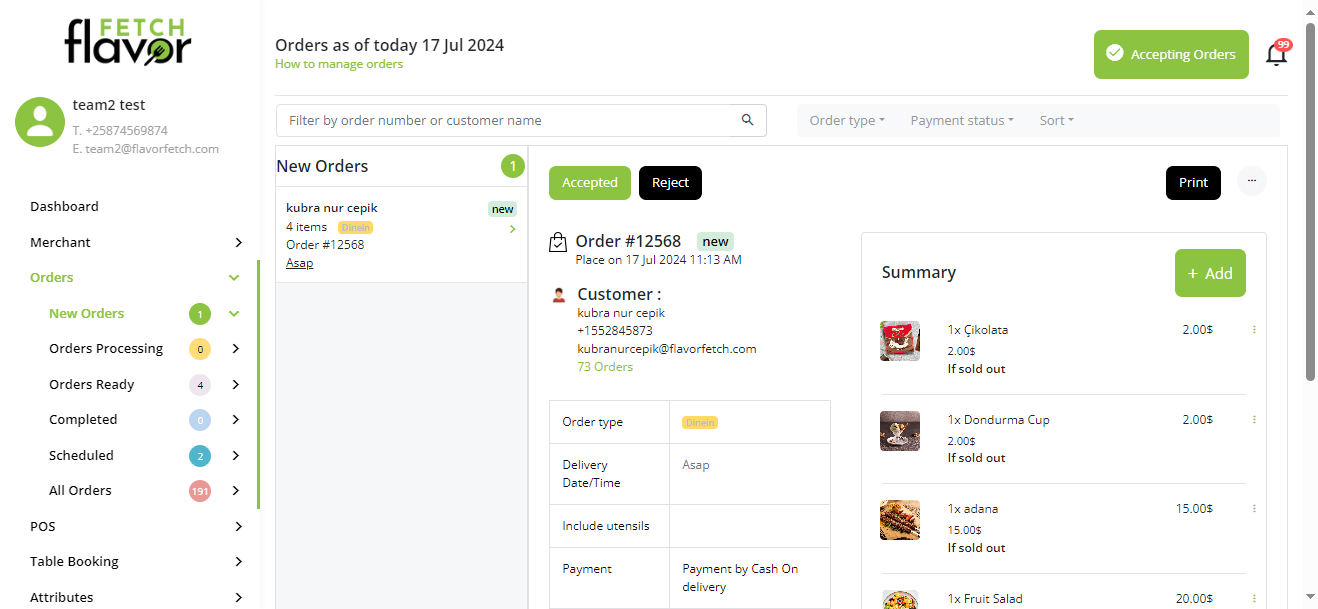 FETCH
flavor
team2 test
T. +25874569874
E. team2@flavorfetch.com
Dashboard
Merchant
Orders
New Orders 1
Orders Processing 0
Orders Ready 4
Completed 0
Scheduled 2
All Orders 191
POS
Table Booking
Attributes
Orders as of today 17 Jul 2024
How to manage orders
Accepting Orders
99
Filter by order number or customer name
Order type
Payment status
Sort
New Orders 1
kubra nur cepik new
4 items Dinein
Order #12568
Asap
Accepted
Reject
Print
...
Order #12568 new
Place on 17 Jul 2024 11:13 AM
Customer :
kubra nur cepik
+1552845873
kubranurcepik@flavorfetch.com
73 Orders
Order type Dinein
Delivery Asap
Date/Time
Include utensils
Payment Payment by Cash On
delivery
Summary
+ Add
1x Çikolata 2.00$
2.00$
If sold out
1x Dondurma Cup 2.00$
2.00$
If sold out
1x adana 15.00$
15.00$
If sold out
1x Fruit Salad 20.00$